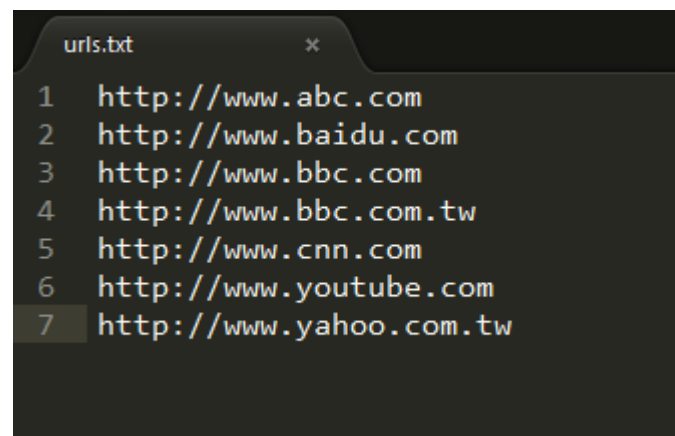 urls.txt ×
1 http://www.abc.com
2 http://www.baidu.com
3 http://www.bbc.com
4 http://www.bbc.com.tw
5 http://www.cnn.com
6 http://www.youtube.com
7 http://www.yahoo.com.tw